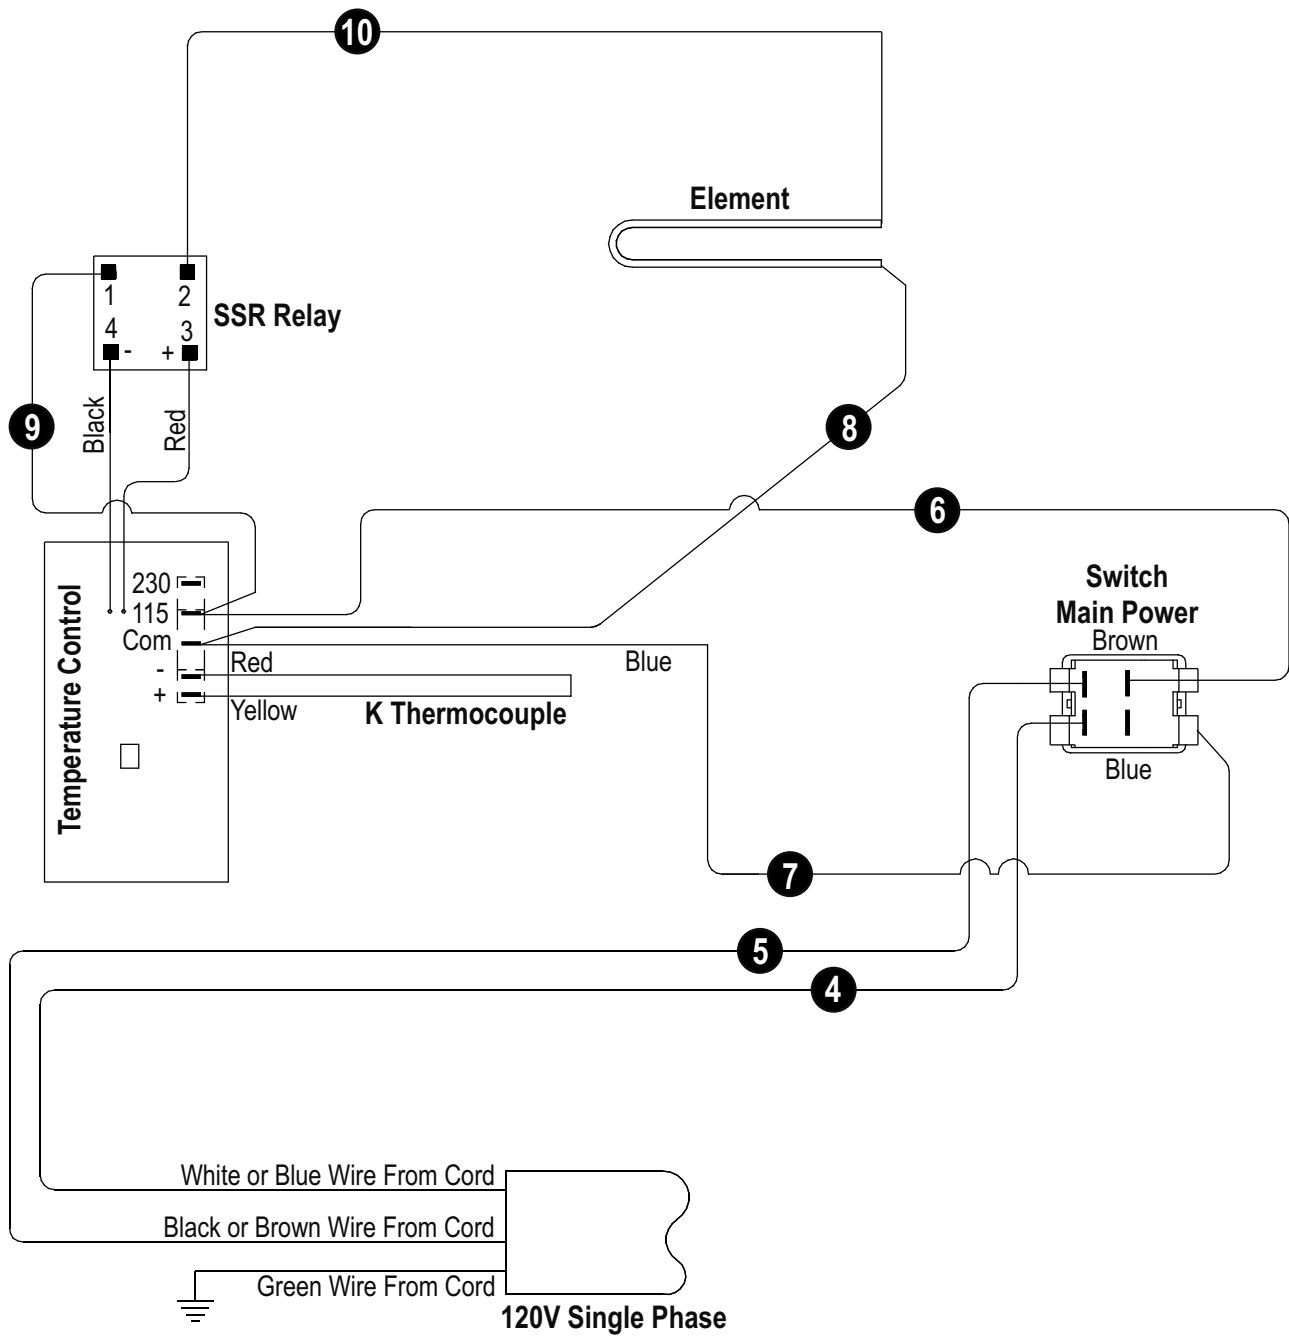 10
Element
1
2
SSR Relay
4
-
+
3
9
Black
Red
8
6
Temperature Control
230
115
Com
-
+
Red
Yellow
K Thermocouple
Blue
Switch
Main Power
Brown
Blue
7
5
4
White or Blue Wire From Cord
Black or Brown Wire From Cord
Green Wire From Cord
120V Single Phase